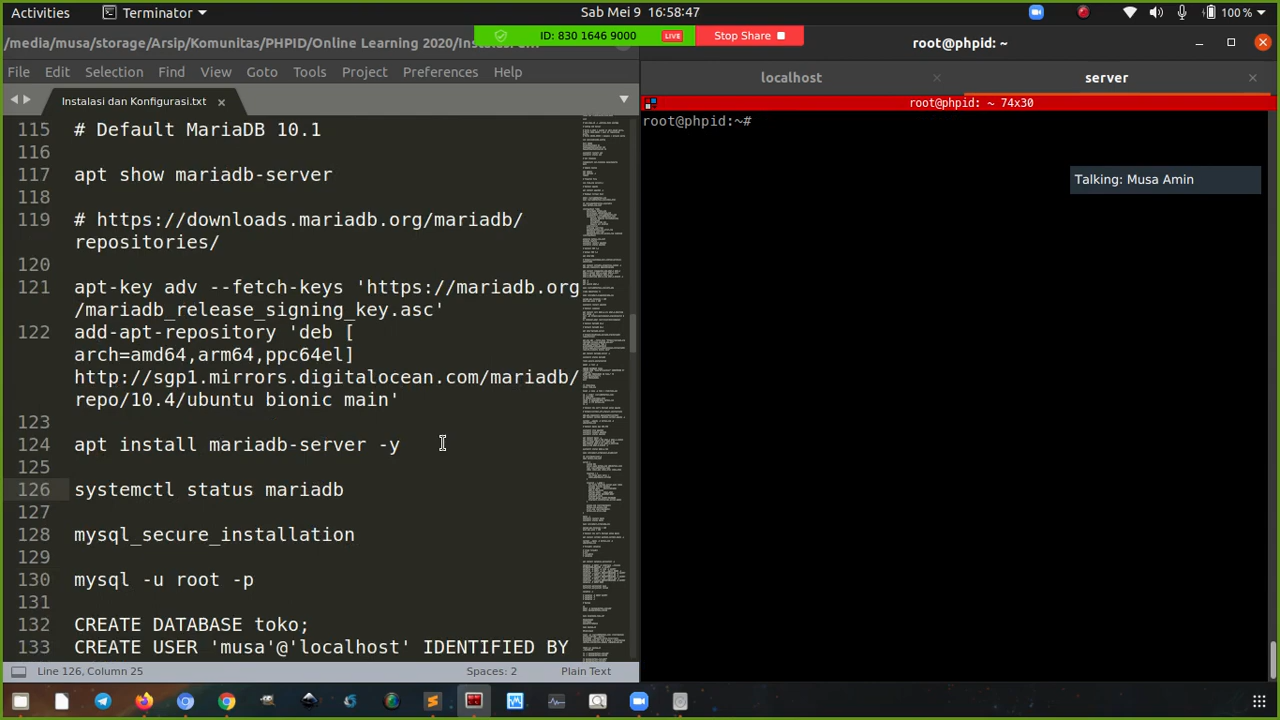 Activities
Terminator
Sab Mei 9 16:58:47
100 %
/media/musa/storage/Arsip/Komunitas/PHPID/Online Learning 2020/
ID: 830 1646 9000
LIVE
Stop Share
root@phpid: ~
File Edit Selection Find View Goto Tools Project Preferences Help
localhost
server
Instalasi dan Konfigurasi.txt
root@phpid: ~ 74x30
115 # Default MariaDB 10.1
116
117 apt show mariadb-server
118
119 # https://downloads.mariadb.org/mariadb/
repositories/
120
121 apt-key adv --fetch-keys 'https://mariadb.org
/mariadb_release_signing_key.asc'
122 add-apt-repository 'deb [
arch=amd64,arm64,ppc64el]
http://sgp1.mirrors.digitalocean.com/mariadb/
repo/10.4/ubuntu bionic main'
123
124 apt install mariadb-server -y
125
126 systemctl status mariadb
127
128 mysql_secure_installation
129
130 mysql -u root -p
131
132 CREATE DATABASE toko;
133 CREATE USER 'musa'@'localhost' IDENTIFIED BY
Line 126, Column 25
Spaces: 2
Plain Text
root@phpid:~#
Talking: Musa Amin